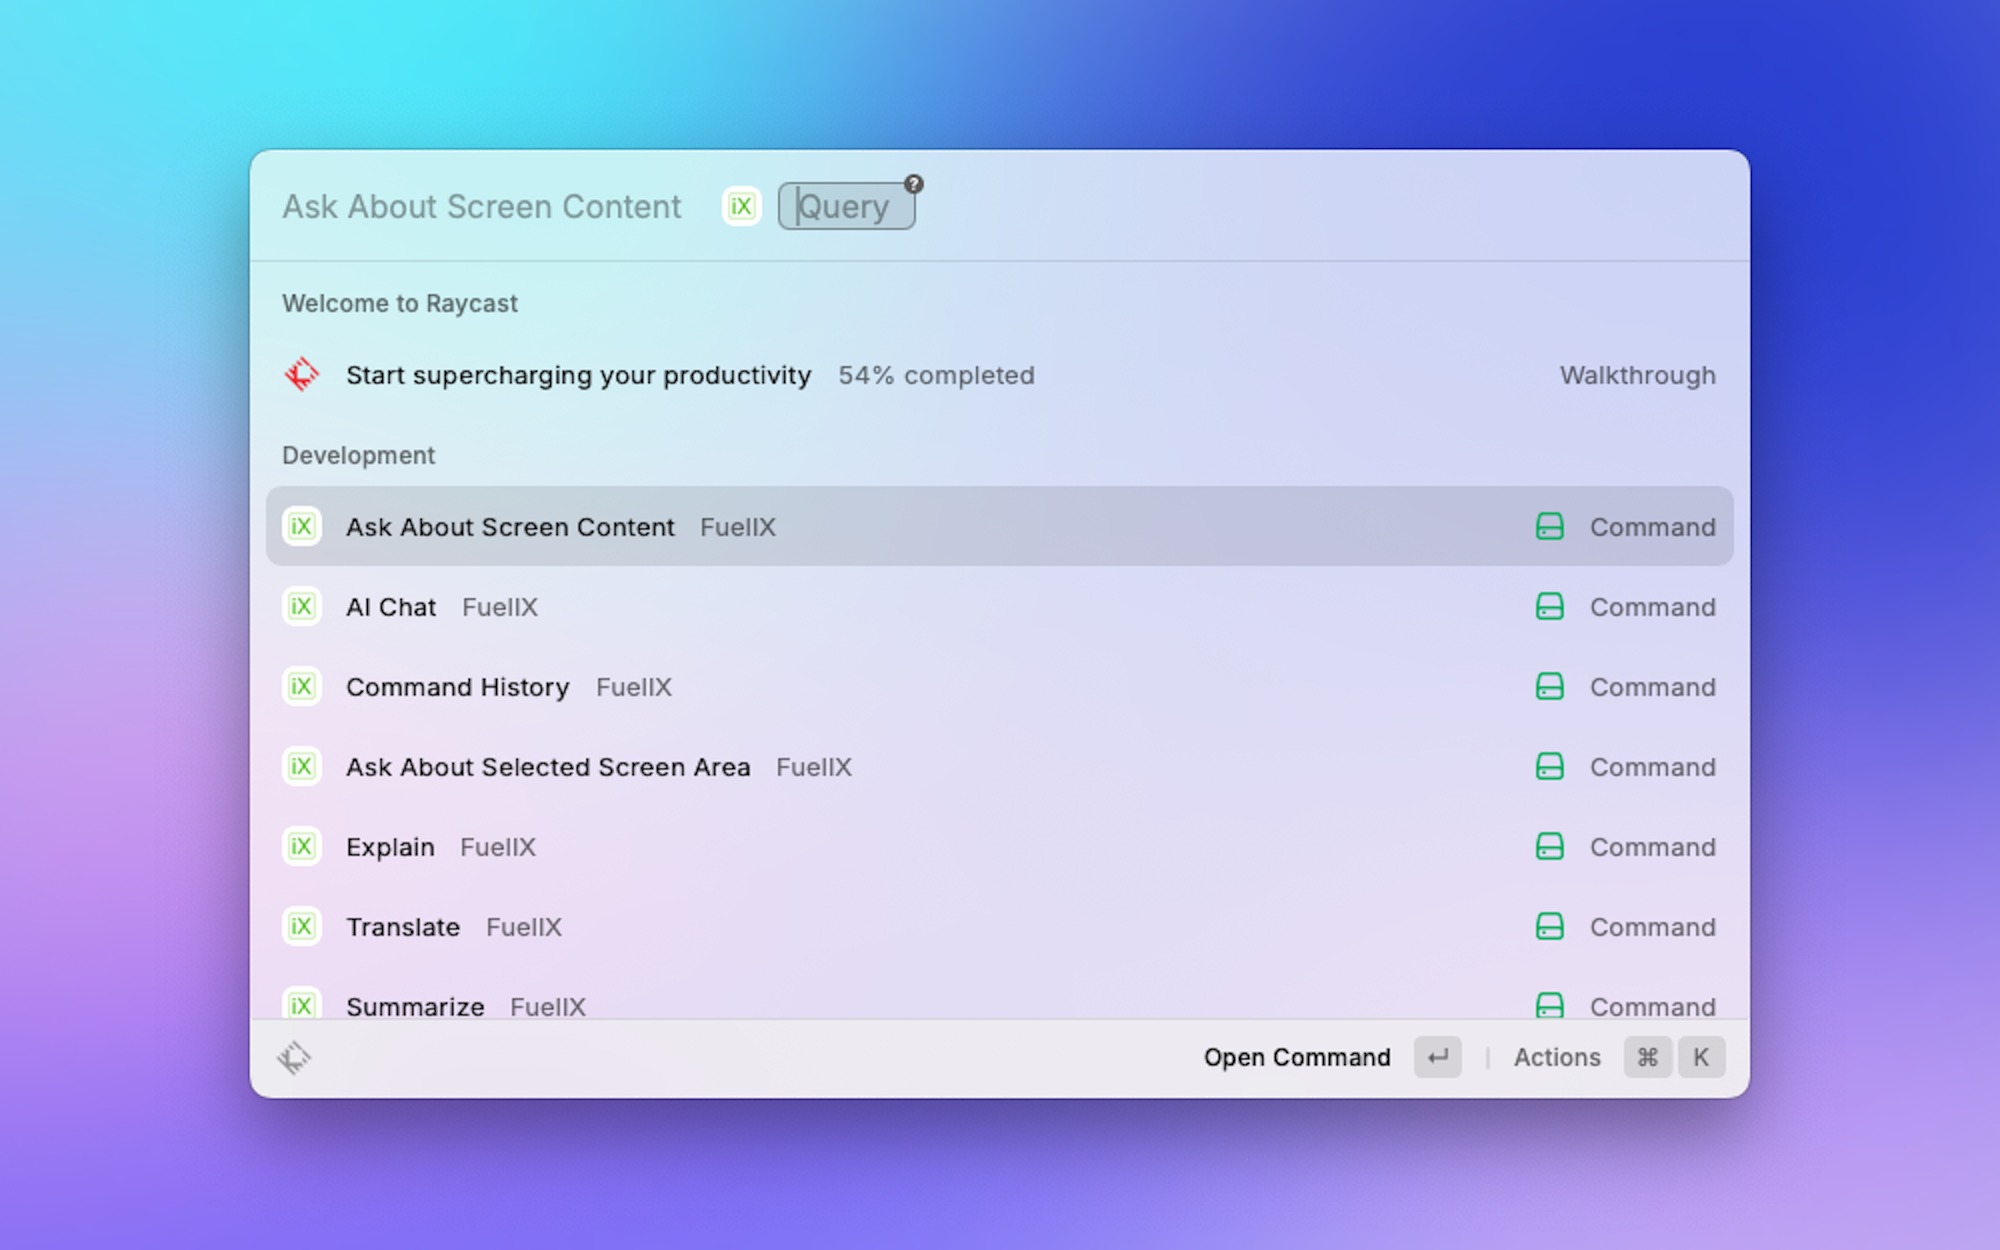 Ask About Screen Content iX Query ?
Welcome to Raycast
Start supercharging your productivity 54% completed Walkthrough
Development
iX Ask About Screen Content FuelIX Command
iX AI Chat FuelIX Command
iX Command History FuelIX Command
iX Ask About Selected Screen Area FuelIX Command
iX Explain FuelIX Command
iX Translate FuelIX Command
iX Summarize FuelIX Command
Open Command ↵ | Actions ⌘ K